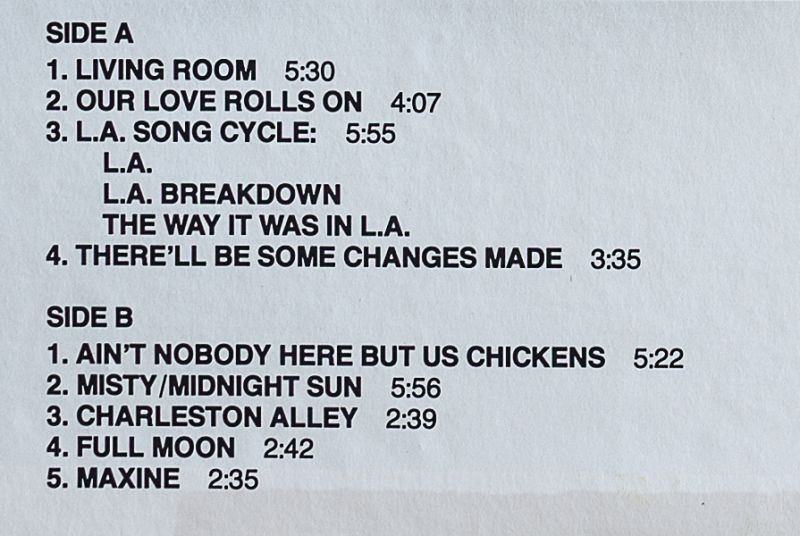 SIDE A
1. LIVING ROOM 5:30
2. OUR LOVE ROLLS ON 4:07
3. L.A. SONG CYCLE: 5:55
L.A.
L.A. BREAKDOWN
THE WAY IT WAS IN L.A.
4. THERE'LL BE SOME CHANGES MADE 3:35
SIDE B
1. AIN'T NOBODY HERE BUT US CHICKENS 5:22
2. MISTY/MIDNIGHT SUN 5:56
3. CHARLESTON ALLEY 2:39
4. FULL MOON 2:42
5. MAXINE 2:35